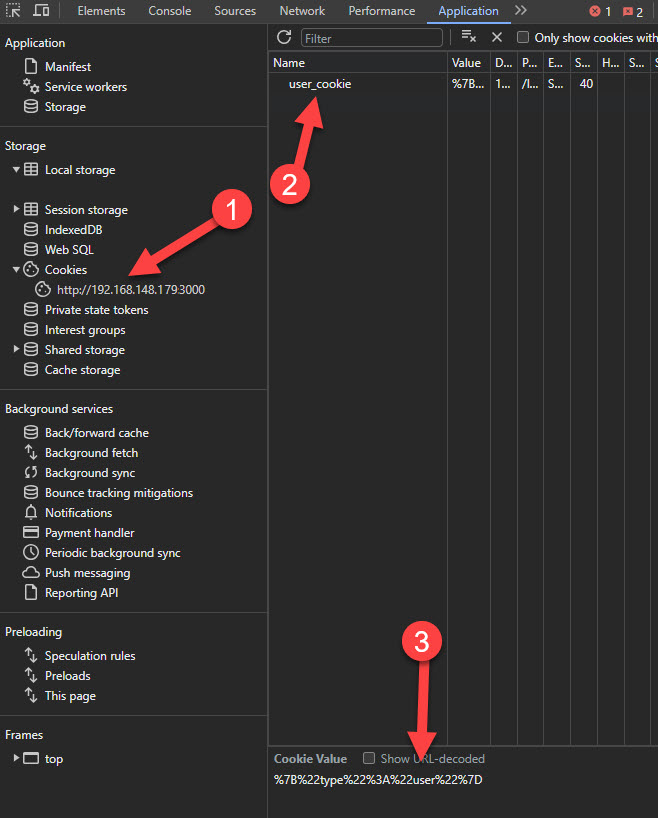 Elements Console Sources Network Performance Application 1 2
Application
Manifest
Service workers
Storage
Storage
Local storage
Session storage
IndexedDB
Web SQL
Cookies
http://192.168.148.179:3000
Private state tokens
Interest groups
Shared storage
Cache storage
Background services
Back/forward cache
Background fetch
Background sync
Bounce tracking mitigations
Notifications
Payment handler
Periodic background sync
Push messaging
Reporting API
Preloading
Speculation rules
Preloads
This page
Frames
top
Filter Only show cookies with
Name Value D... P... E... S... H... S... S...
user_cookie %7B... 1... /l... S... 40
1
2
3
Cookie Value Show URL-decoded
%7B%22type%22%3A%22user%22%7D